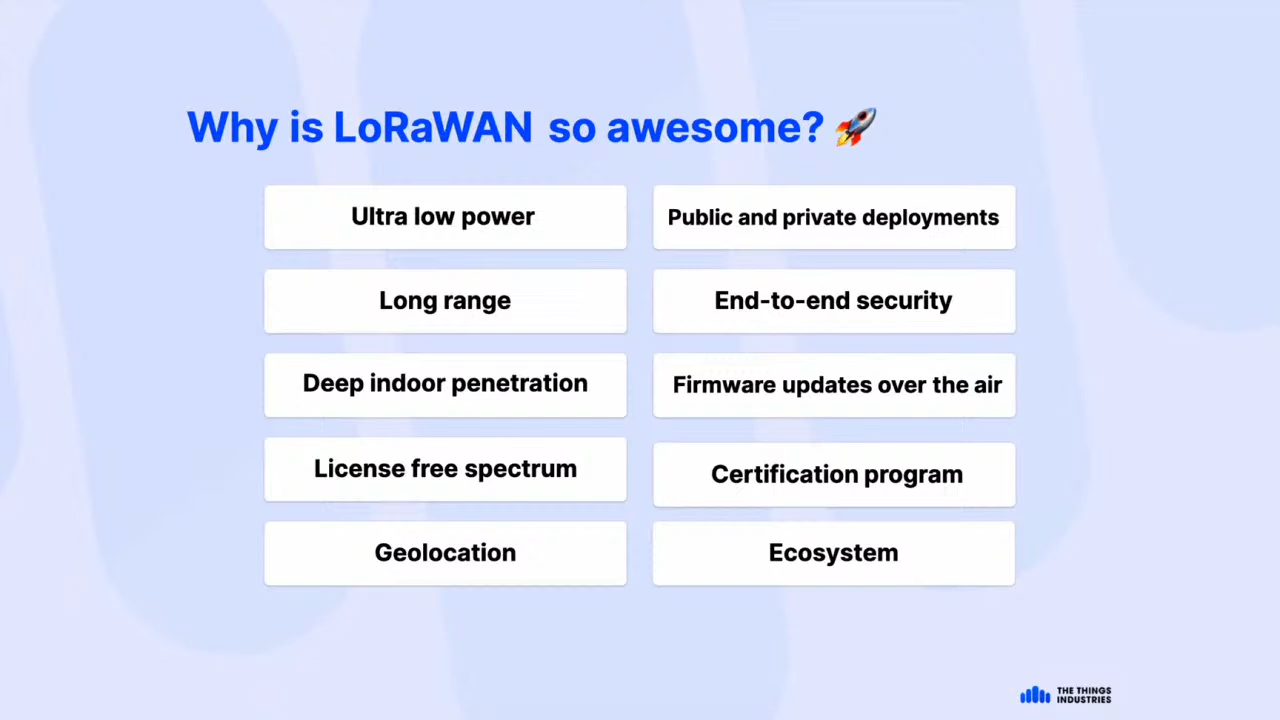 Why is LoRaWAN so awesome? 🚀
Ultra low power
Public and private deployments
Long range
End-to-end security
Deep indoor penetration
Firmware updates over the air
License free spectrum
Certification program
Geolocation
Ecosystem
THE THINGS
INDUSTRIES